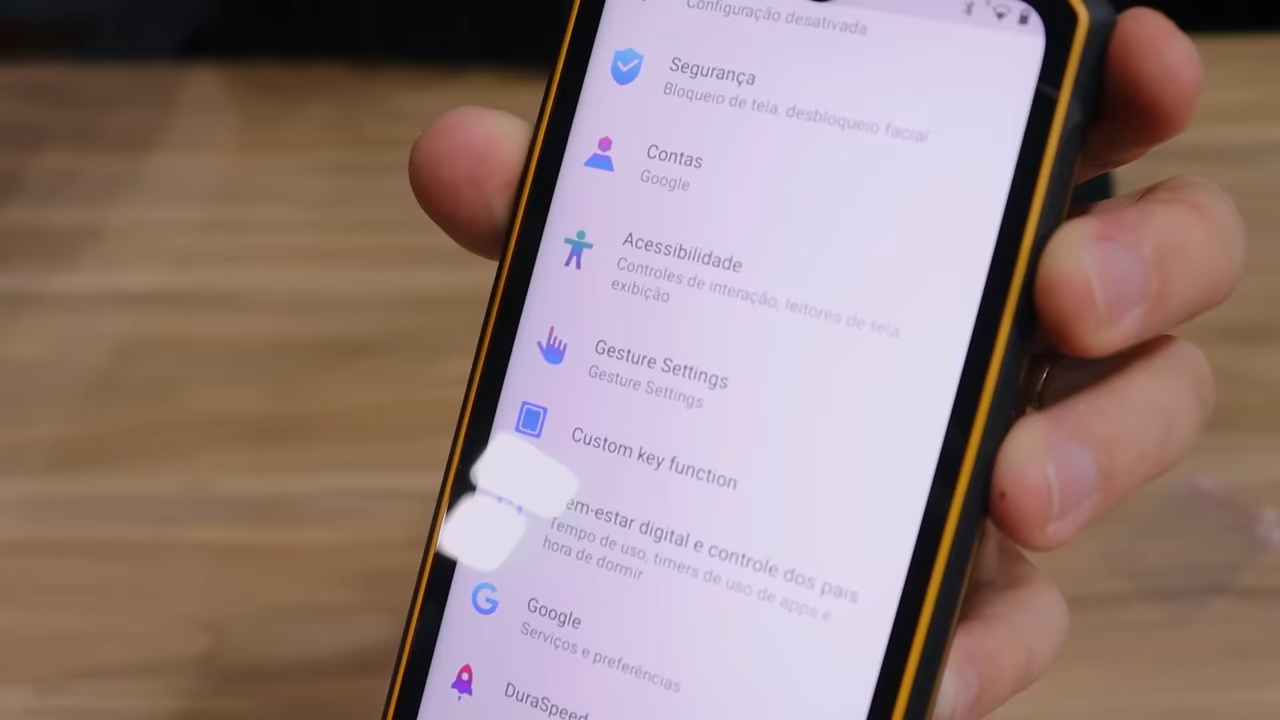 Configuração desativada
Segurança
Bloqueio de tela, desbloqueio facial
Contas
Google
Acessibilidade
Controles de interação, leitores de tela,
exibição
Gesture Settings
Gesture Settings
Custom key function
digital e controle dos pais
Tempo de uso, timers de uso de apps e
hora de dormir
Google
Serviços e preferências
DuraSpeed